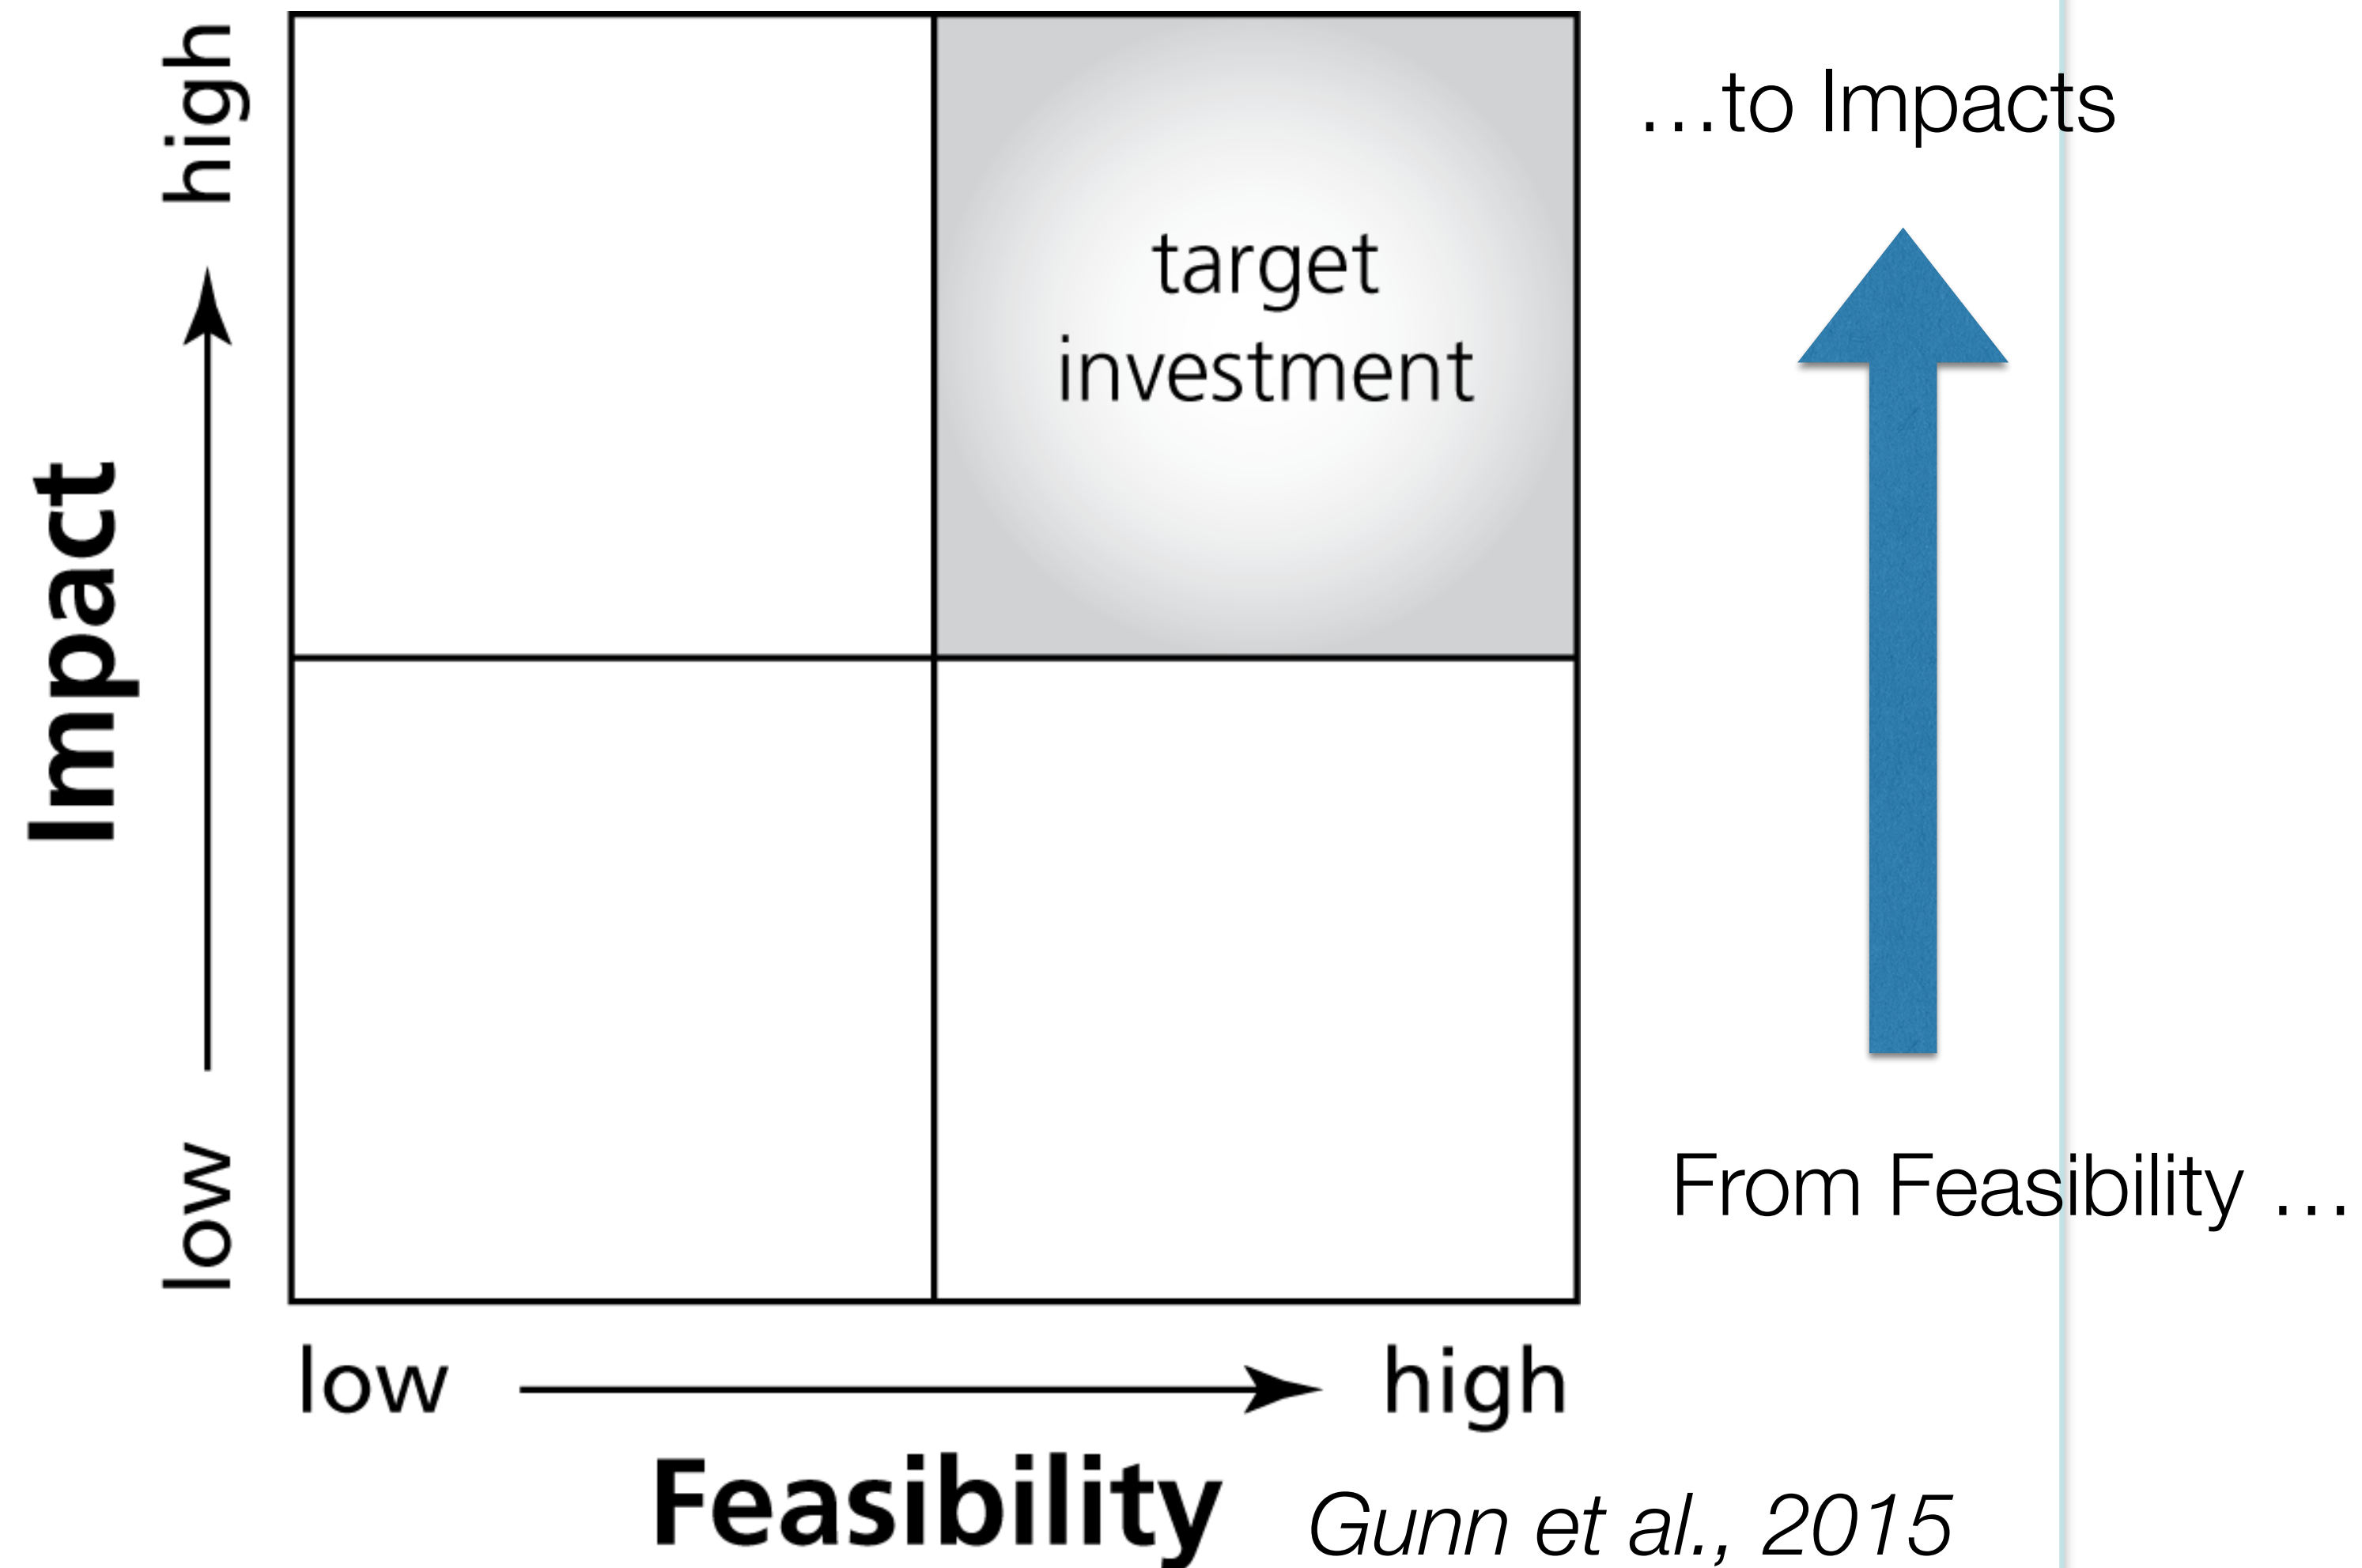 high
…to Impacts
target
investment
Impact
From Feasibility …
low
low
high
Feasibility
Gunn et al., 2015